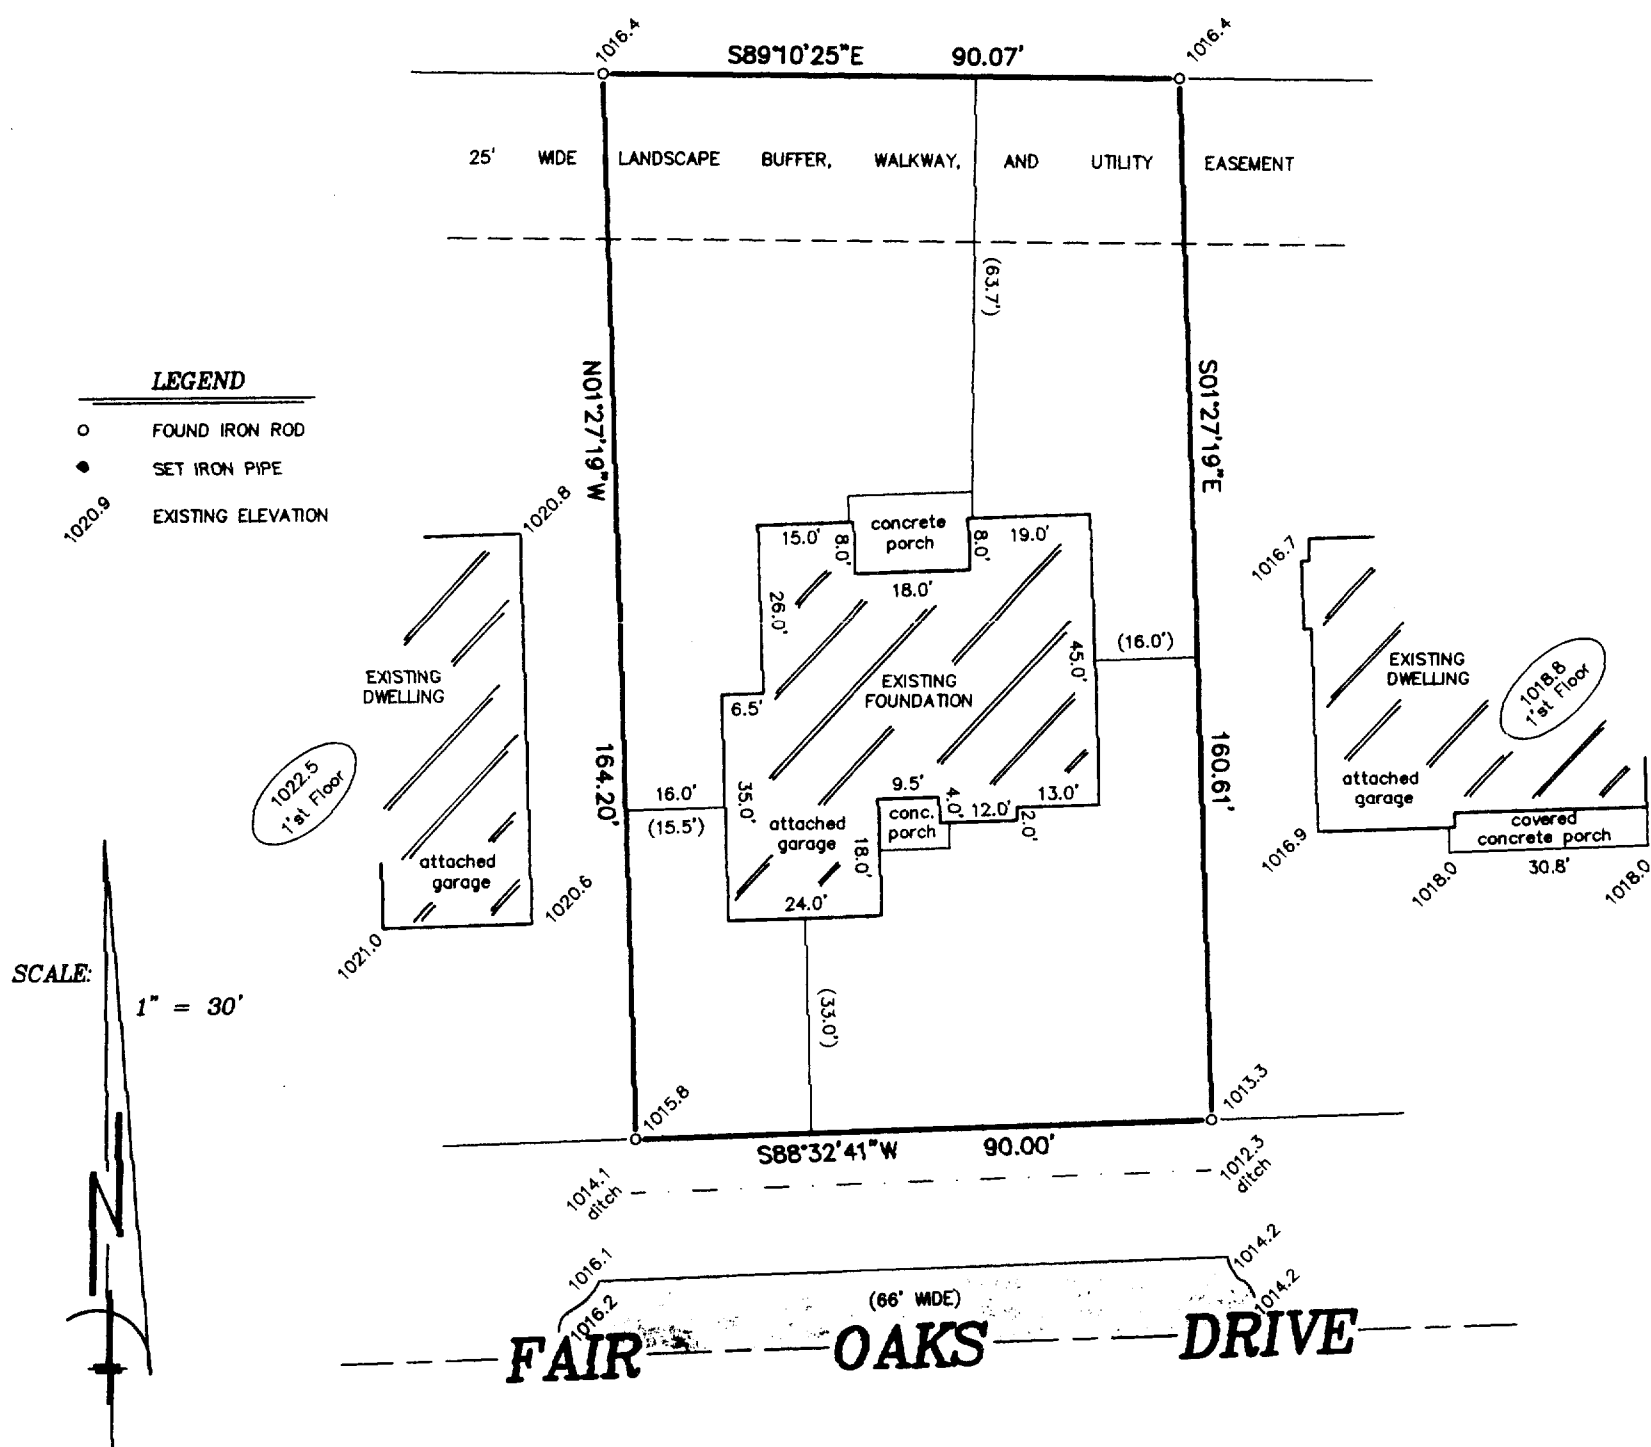 1016.4
1016.4
S89°10'25"E 90.07'
25' WIDE LANDSCAPE BUFFER, WALKWAY, AND UTILITY EASEMENT
(63.7')
N01°27'19"W
164.20'
S01°27'19"E
160.61'
LEGEND
FOUND IRON ROD
SET IRON PIPE
1020.9 EXISTING ELEVATION
1020.8
EXISTING
DWELLING
1022.5
1'st Floor
attached
garage
1020.6
1021.0
concrete
porch
15.0'
8.0'
8.0'
19.0'
18.0'
26.0'
45.0'
(16.0')
EXISTING
FOUNDATION
6.5'
16.0'
(15.5')
35.0'
attached
garage
18.0'
24.0'
9.5'
conc.
porch
4.0'
12.0'
2.0'
13.0'
(33.0')
1016.7
EXISTING
DWELLING
1018.8
1'st Floor
attached
garage
covered
concrete porch
30.8'
1016.9
1018.0
1018.0
SCALE:
1" = 30'
N
1015.8
1013.3
S88°32'41"W 90.00'
1014.1
ditch
1012.3
ditch
1016.1
1016.2
1014.2
1014.2
(66' WIDE)
FAIR OAKS DRIVE